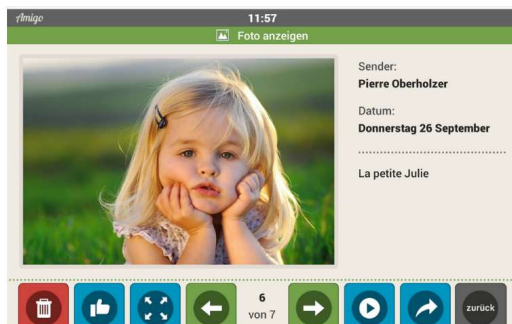 Amigo
11:57
Foto anzeigen
Sender:
Pierre Oberholzer
Datum:
Donnerstag 26 September
La petite Julie
6
von 7
zurück